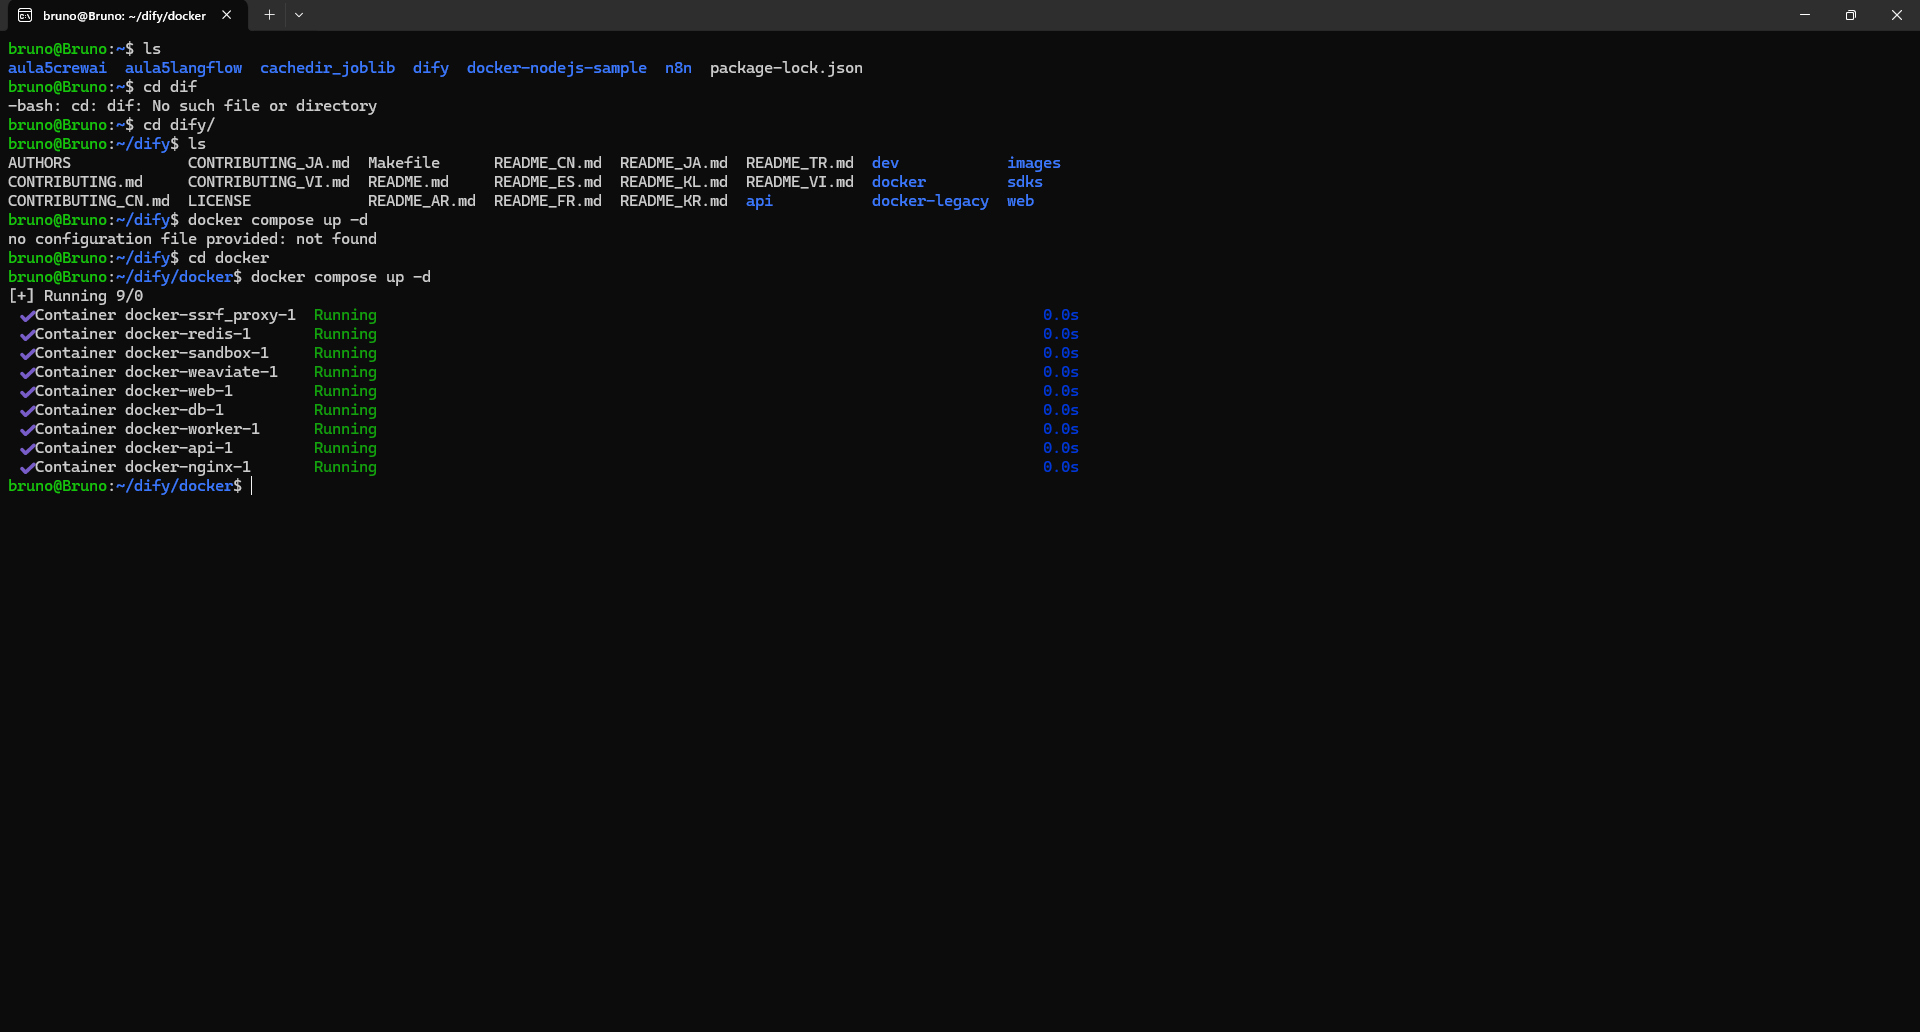 bruno@Bruno: ~/dify/docker
bruno@Bruno:~$ ls
aula5crewai  aula5langflow  cachedir_joblib  dify  docker-nodejs-sample  n8n  package-lock.json
bruno@Bruno:~$ cd dif
-bash: cd: dif: No such file or directory
bruno@Bruno:~$ cd dify/
bruno@Bruno:~/dify$ ls
AUTHORS             CONTRIBUTING_JA.md  Makefile      README_CN.md  README_JA.md  README_TR.md  dev            images
CONTRIBUTING.md     CONTRIBUTING_VI.md  README.md     README_ES.md  README_KL.md  README_VI.md  docker         sdks
CONTRIBUTING_CN.md  LICENSE             README_AR.md  README_FR.md  README_KR.md  api           docker-legacy  web
bruno@Bruno:~/dify$ docker compose up -d
no configuration file provided: not found
bruno@Bruno:~/dify$ cd docker
bruno@Bruno:~/dify/docker$ docker compose up -d
[+] Running 9/0
✔Container docker-ssrf_proxy-1  Running  0.0s
✔Container docker-redis-1  Running  0.0s
✔Container docker-sandbox-1  Running  0.0s
✔Container docker-weaviate-1  Running  0.0s
✔Container docker-web-1  Running  0.0s
✔Container docker-db-1  Running  0.0s
✔Container docker-worker-1  Running  0.0s
✔Container docker-api-1  Running  0.0s
✔Container docker-nginx-1  Running  0.0s
bruno@Bruno:~/dify/docker$